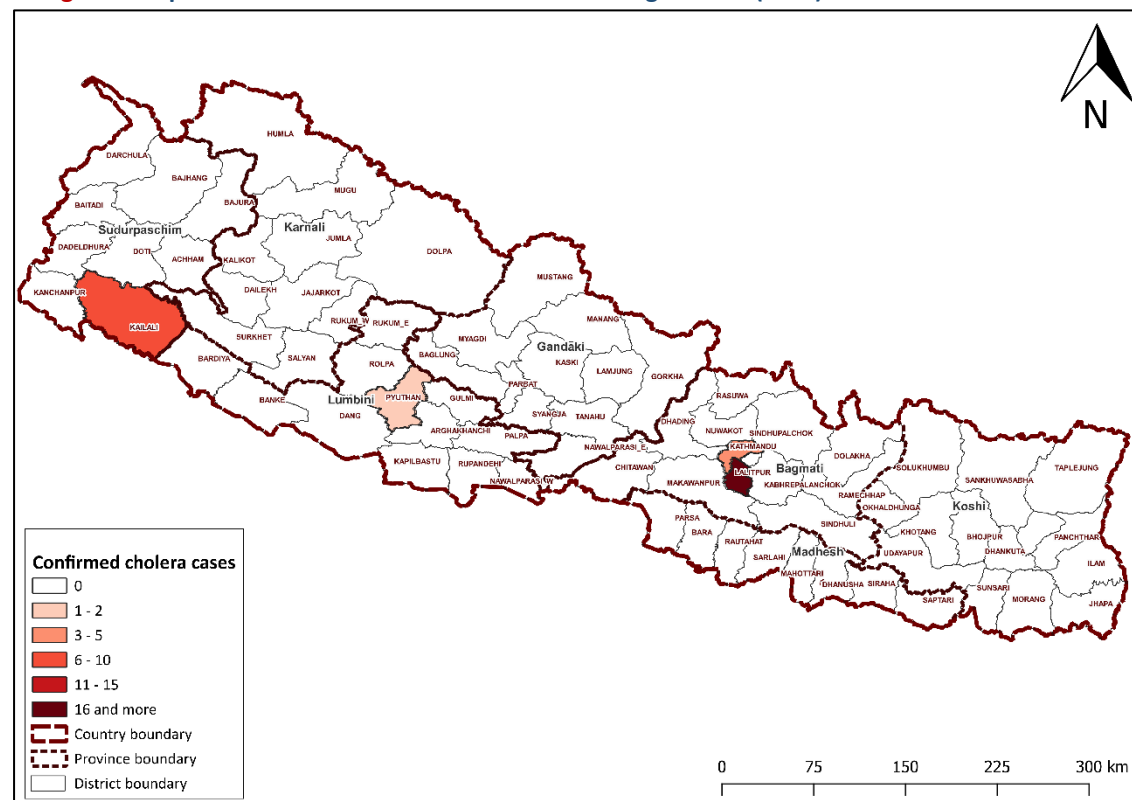 N
HUMLA
DARCHULA
BAJHANG
MUGU
BAITADI
BAJURA
Sudurpaschim
Karnali
JUMLA
DADELDHURA
DOTI
DOLPA
ACHHAM
KALIKOT
MUSTANG
KANCHANPUR
DAILEKH
JAJARKOT
MANANG
KAILALI
RUKUM_W
RUKUM_E
SURKHET
MYAGDI
Gandaki
BARDIYA
SALYAN
ROLPA
BAGLUNG
KASKI
LAMJUNG
GORKHA
PARBAT
RASUWA
BANKE
Lumbini
PYUTHAN
GULMI
DANG
SYANGJA
TANAHU
DHADING
NUWAKOT
SINDHUPALCHOK
ARGHAKHANCHI
PALPA
NAWALPARASI_E
KATHMANDU
DOLAKHA
KAPILBASTU
RUPANDEHI
CHITAWAN
LALITPUR
Bagmati
SOLUKHUMBU
TAPLEJUNG
NAWALPARASI_W
MAKAWANPUR
KABHREPALANCHOK
SANKHUWASABHA
RAMECHHAP
OKHALDHUNGA
Koshi
PARSA
SINDHULI
BARA
KHOTANG
BHOJPUR
PANCHTHAR
RAUTAHAT
Madhesh
UDAYAPUR
DHANKUTA
SARLAHI
ILAM
MAHOTTARI
DHANUSHA
SIRAHA
SUNSARI
SAPTARI
MORANG
JHAPA
Confirmed cholera cases
0
1 - 2
3 - 5
6 - 10
11 - 15
16 and more
Country boundary
Province boundary
District boundary
0 75 150 225 300 km